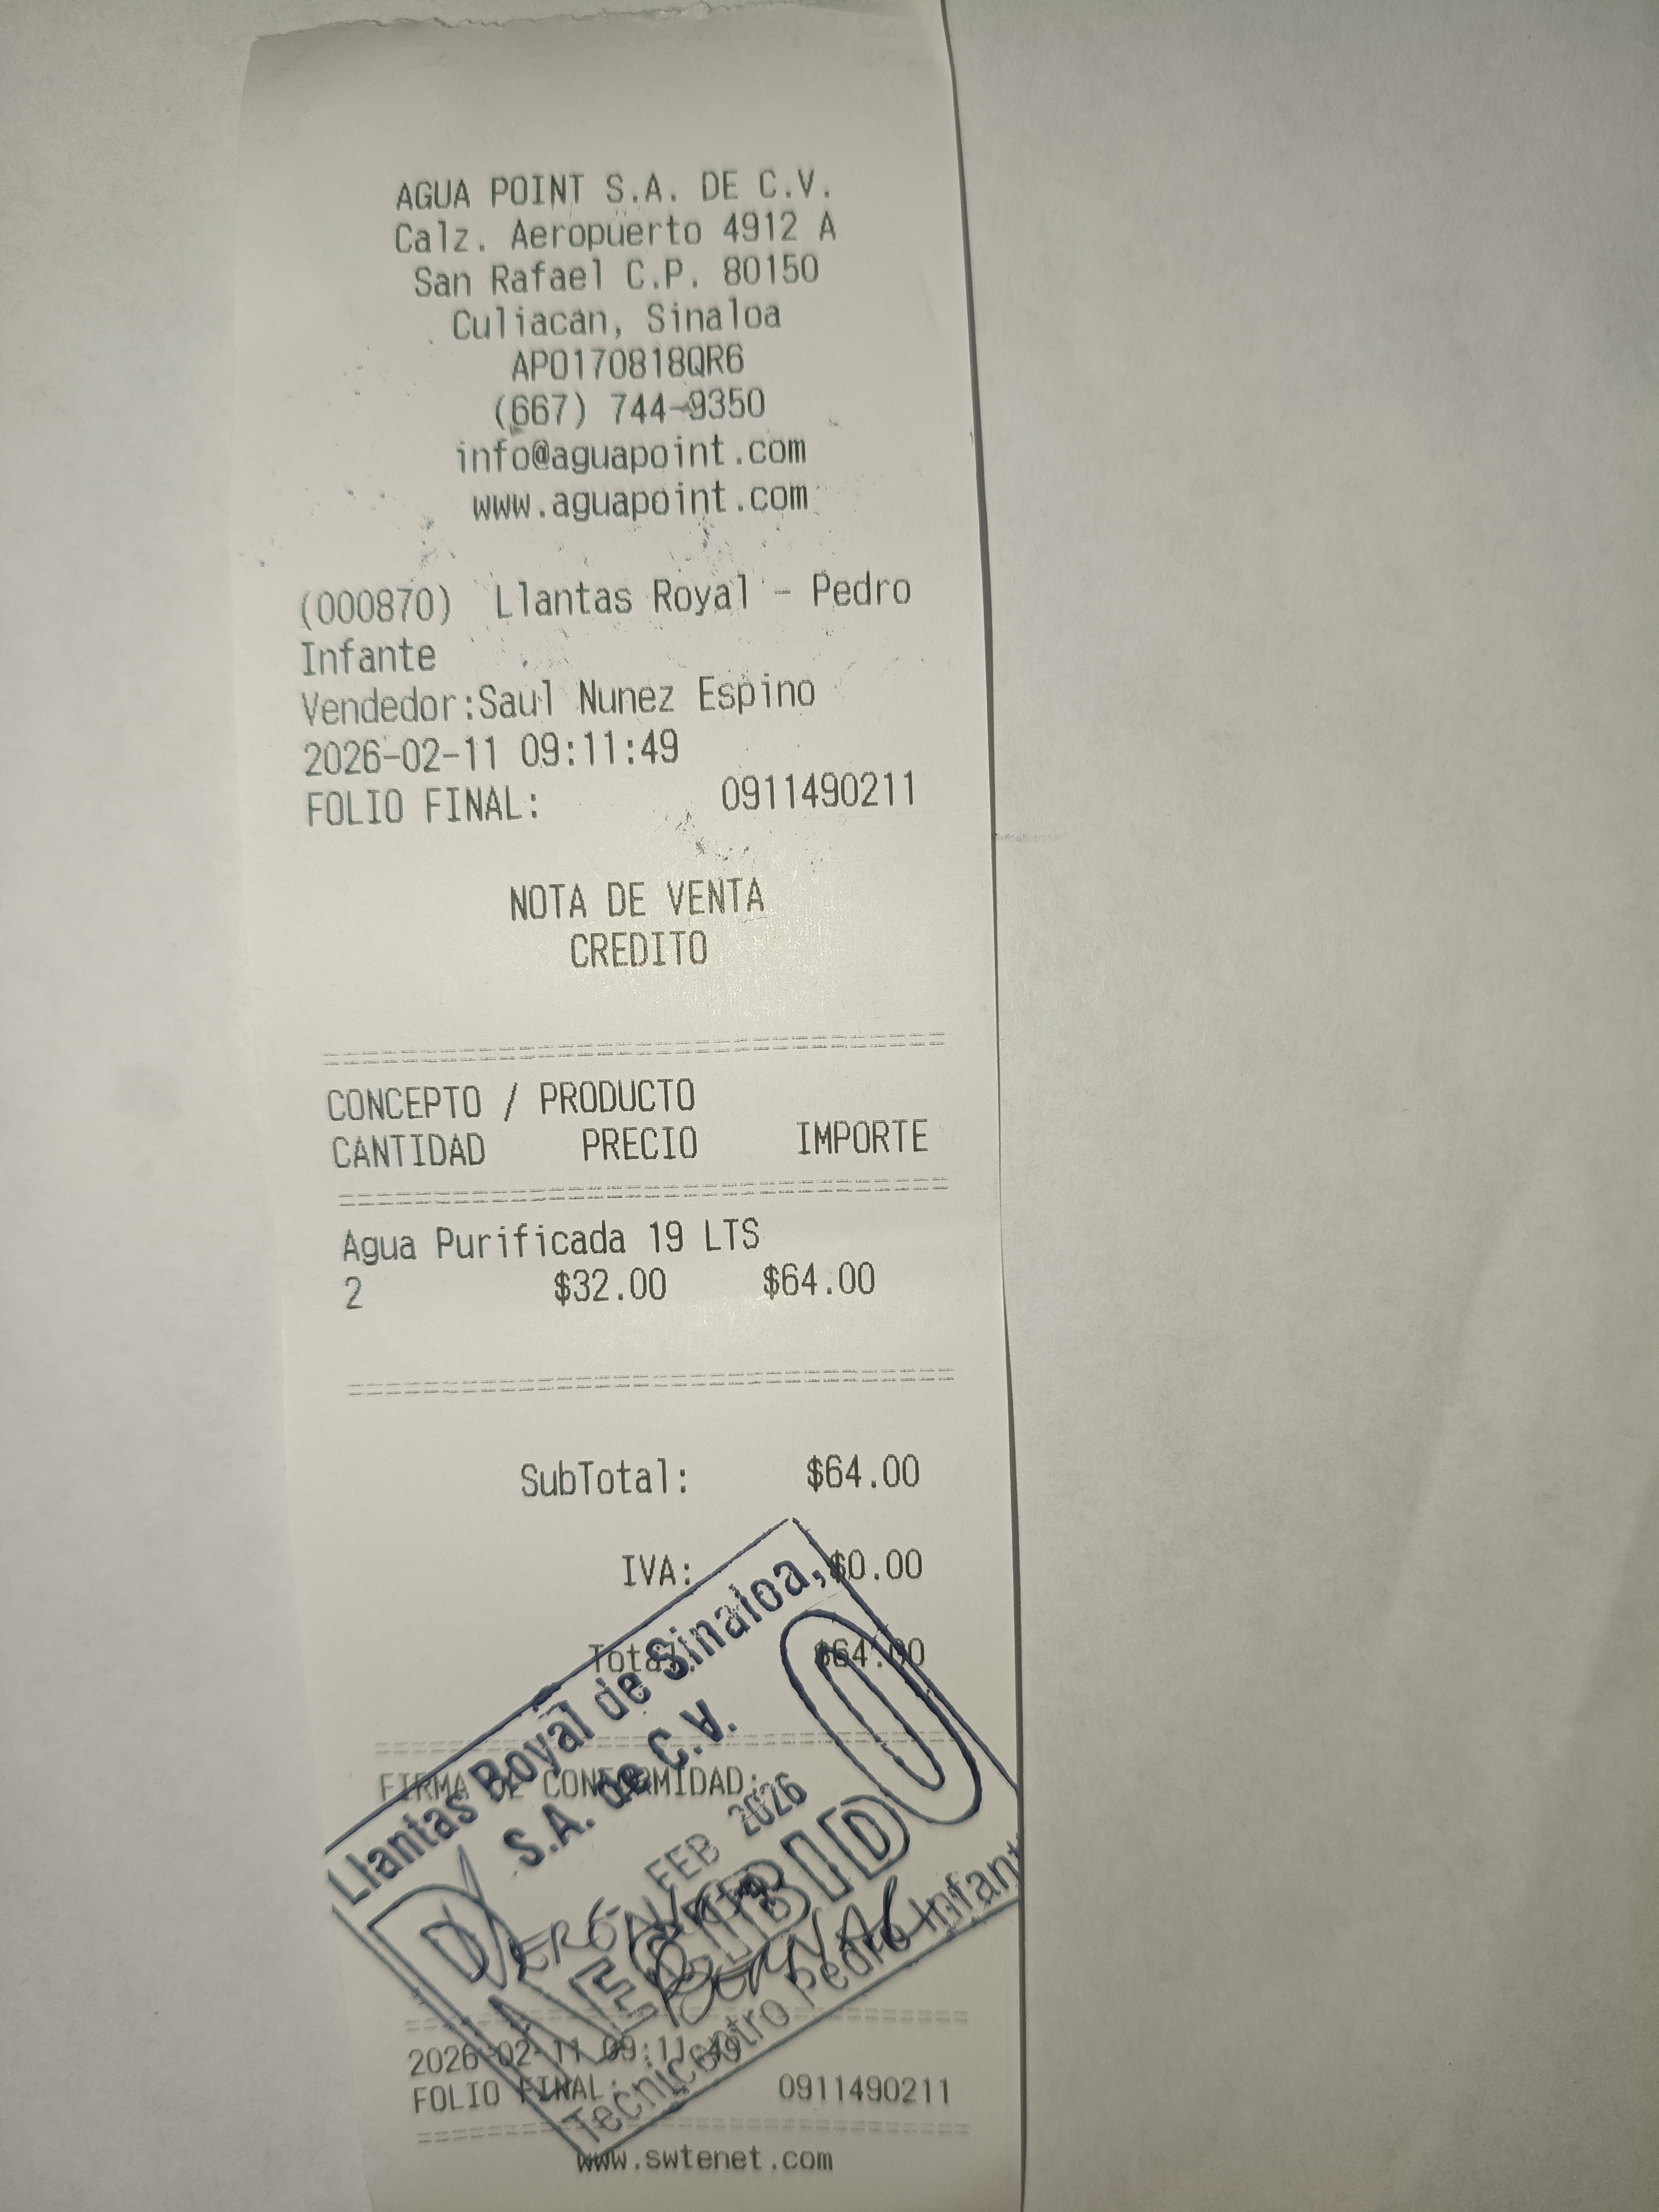 AGUA POINT S.A. DE C.V.
Calz. Aeropuerto 4912 A
San Rafael C.P. 80150
Culiacan, Sinaloa
APO170818QR6
(667) 744-9350
info@aguapoint.com
www.aguapoint.com
(000870) Llantas Royal - Pedro
Infante
Vendedor:Saul Nunez Espino
2026-02-11 09:11:49
FOLIO FINAL: 0911490211
NOTA DE VENTA
CREDITO
CONCEPTO / PRODUCTO
CANTIDAD PRECIO IMPORTE
Agua Purificada 19 LTS
2 $32.00 $64.00
SubTotal: $64.00
IVA: $0.00
Total: $64.00
FIRMA DE CONFORMIDAD:
Llantas Royal de Sinaloa,
S.A. de C.V.
FEB 2026
RECIBIDO
Tecnicentro Pedro Infante
2026-02-11 09:11:49
FOLIO FINAL: 0911490211
www.swtenet.com